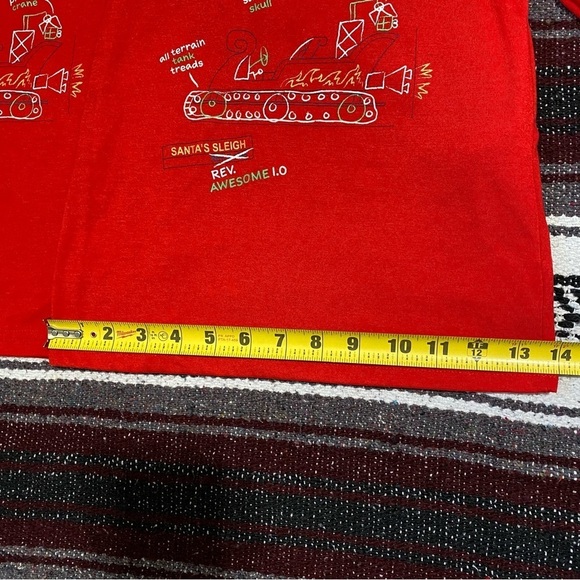 crane
skull
all terrain
tank
treads
SANTA'S SLEIGH
REV.
AWESOME 1.0
2 3 4 5 6 7 8 9 10 11 12 13 14